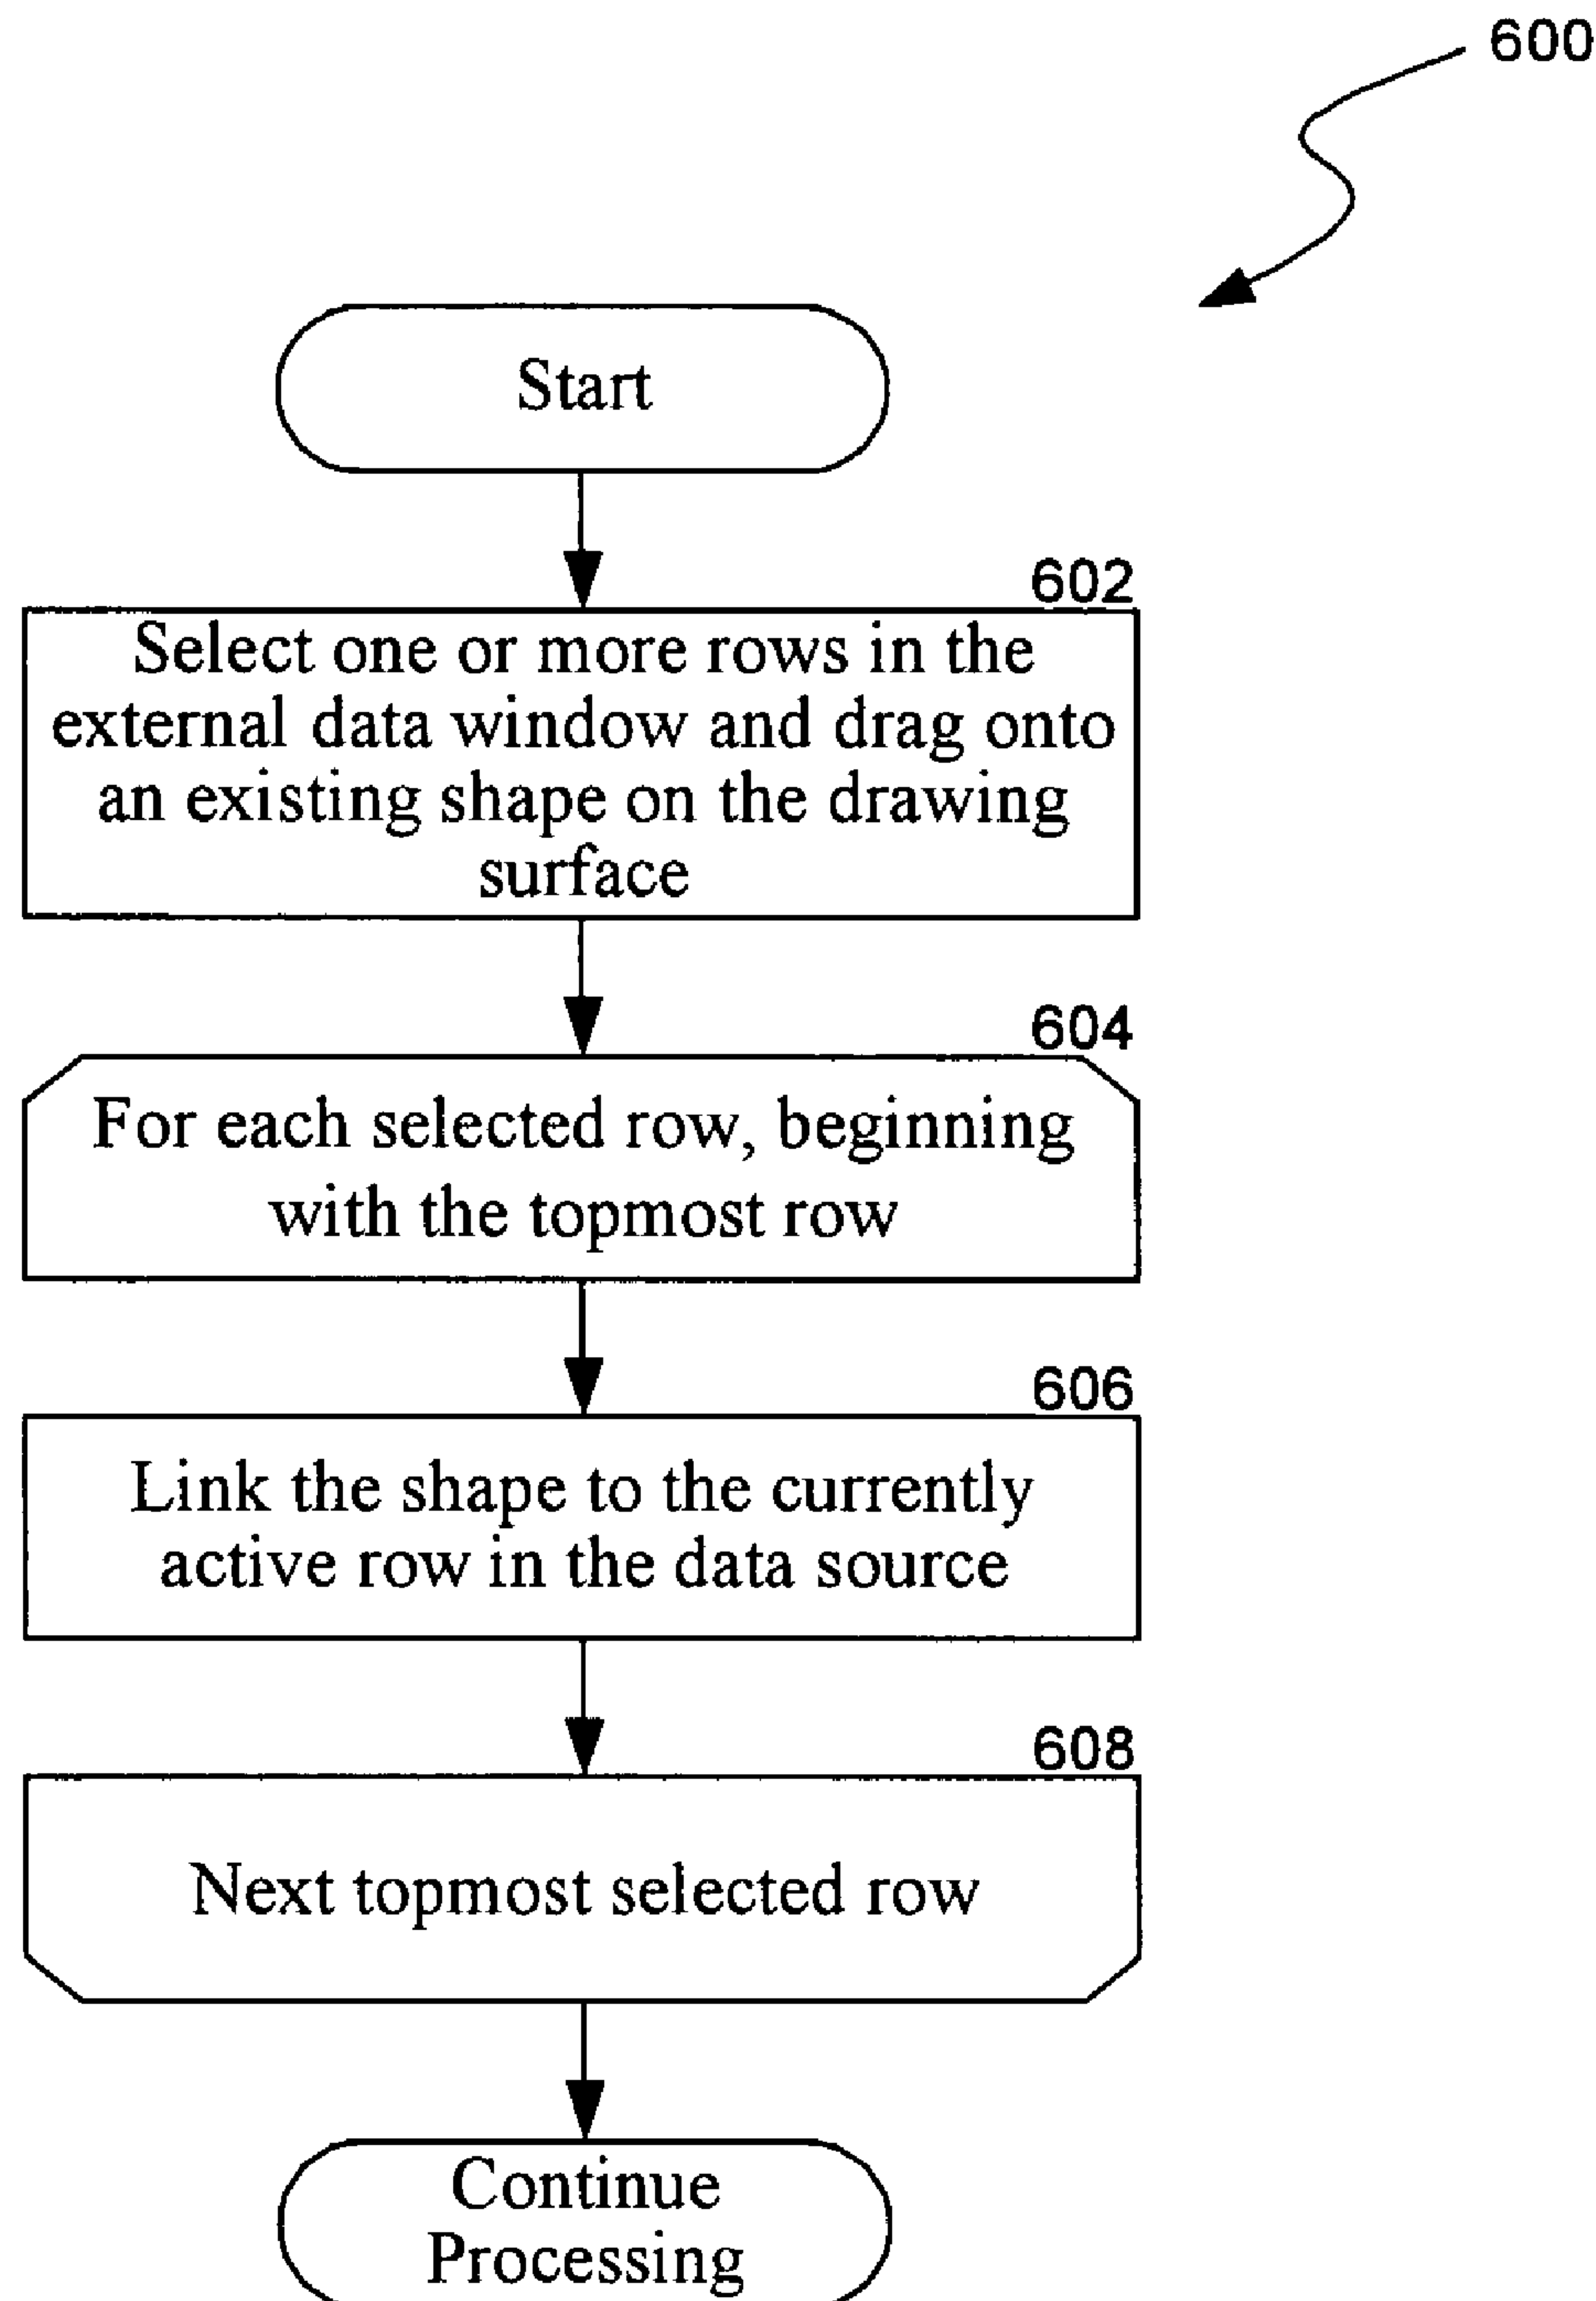 600
Start
602
Select one or more rows in the
external data window and drag onto
an existing shape on the drawing
surface
604
For each selected row, beginning
with the topmost row
606
Link the shape to the currently
active row in the data source
608
Next topmost selected row
Continue
Processing